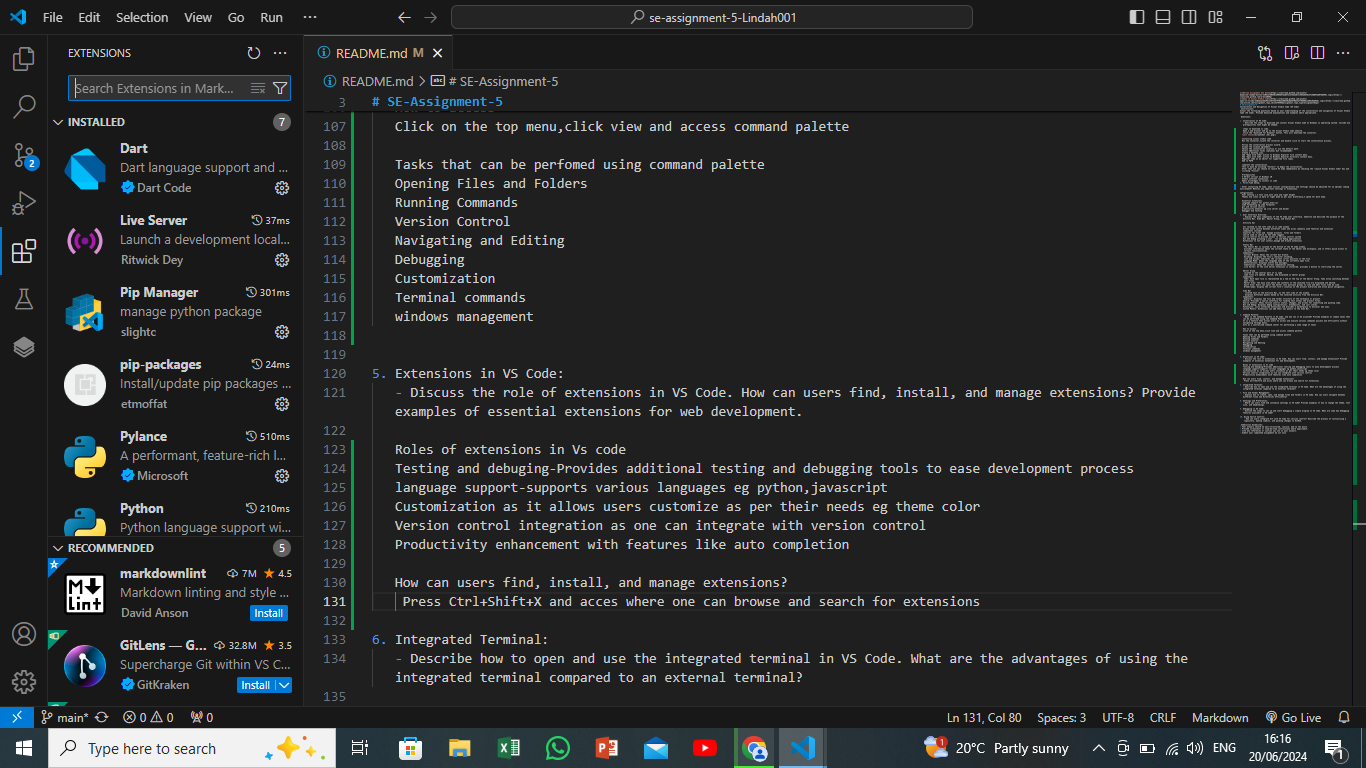 File Edit Selection View Go Run ···
se-assignment-5-Lindah001
EXTENSIONS
Search Extensions in Mark...
INSTALLED 7
Dart
Dart language support and ...
Dart Code
Live Server 37ms
Launch a development local...
Ritwick Dey
Pip Manager 301ms
manage python package
slightc
pip-packages 24ms
Install/update pip packages ...
etmoffat
Pylance 510ms
A performant, feature-rich l...
Microsoft
Python 210ms
Python language support wi...
RECOMMENDED 5
markdownlint 7M 4.5
Markdown linting and style ...
David Anson Install
GitLens — G... 32.8M 3.5
Supercharge Git within VS C...
GitKraken Install
2
M↓
Lint
README.md M
README.md > # SE-Assignment-5
3 # SE-Assignment-5
107 Click on the top menu,click view and access command palette
108
109 Tasks that can be perfomed using command palette
110 Opening Files and Folders
111 Running Commands
112 Version Control
113 Navigating and Editing
114 Debugging
115 Customization
116 Terminal commands
117 windows management
118
119
120 5. Extensions in VS Code:
121 - Discuss the role of extensions in VS Code. How can users find, install, and manage extensions? Provide
examples of essential extensions for web development.
122
123 Roles of extensions in Vs code
124 Testing and debuging-Provides additional testing and debugging tools to ease development process
125 language support-supports various languages eg python,javascript
126 Customization as it allows users customize as per their needs eg theme color
127 Version control integration as one can integrate with version control
128 Productivity enhancement with features like auto completion
129
130 How can users find, install, and manage extensions?
131 Press Ctrl+Shift+X and acces where one can browse and search for extensions
132
133 6. Integrated Terminal:
134 - Describe how to open and use the integrated terminal in VS Code. What are the advantages of using the
integrated terminal compared to an external terminal?
135
main* 0 0 0 Ln 131, Col 80 Spaces: 3 UTF-8 CRLF Markdown Go Live
Type here to search 20°C Partly sunny ENG 16:16
20/06/2024
1